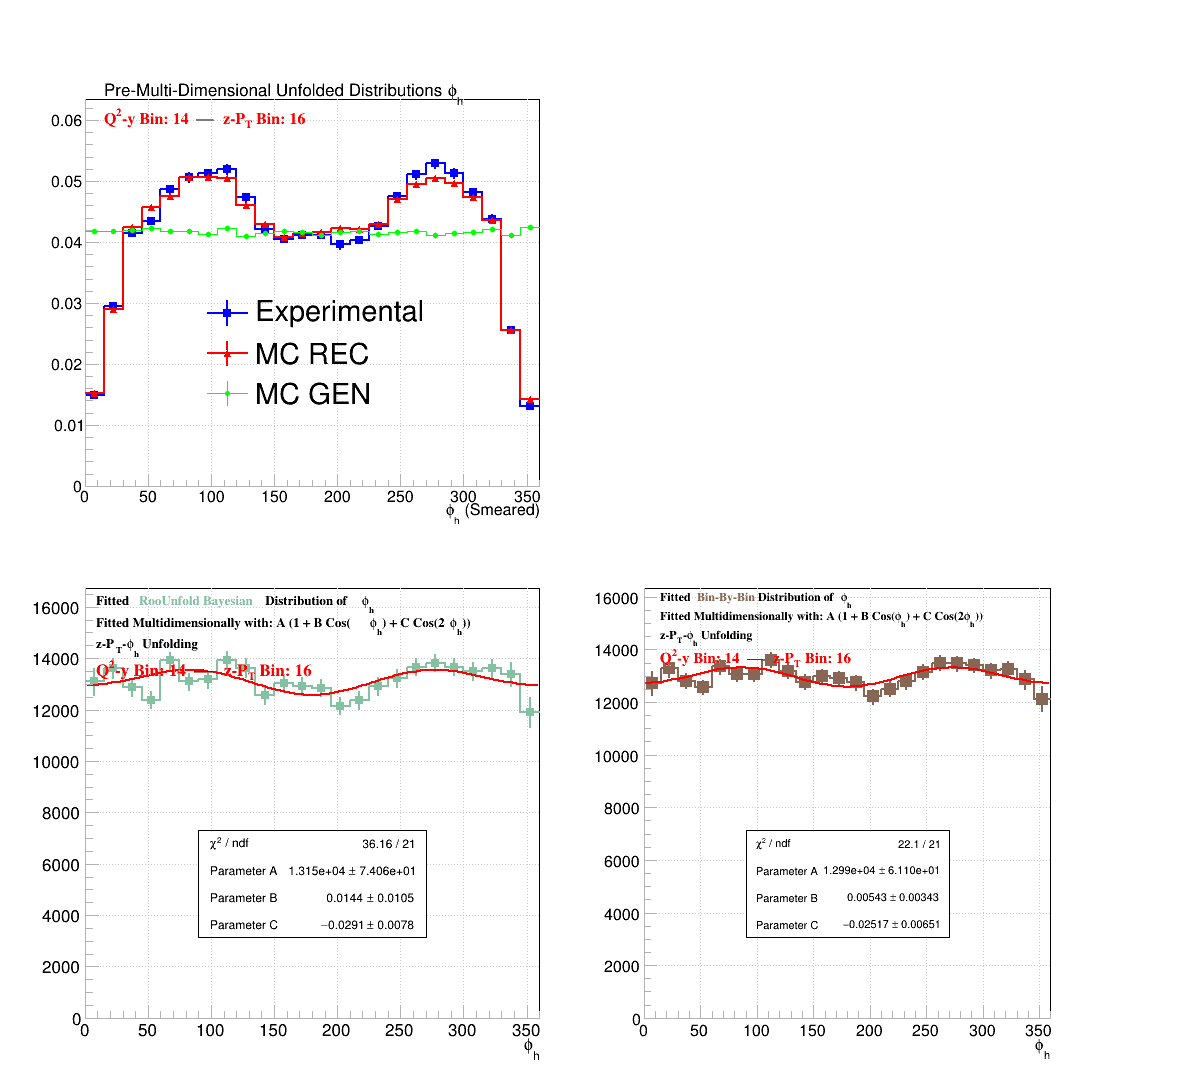 Pre-Multi-Dimensional Unfolded Distributions ϕh
Q2-y Bin: 14 — z-PT Bin: 16
0.06
0.05
0.04
0.03
0.02
0.01
0
Experimental
MC REC
MC GEN
0 50 100 150 200 250 300 350
ϕh (Smeared)
Fitted RooUnfold Bayesian Distribution of ϕh
Fitted Multidimensionally with: A (1 + B Cos( ϕh) + C Cos(2 ϕh))
z-PT-ϕh Unfolding
Q2-y Bin: 14 — z-PT Bin: 16
16000
14000
12000
10000
8000
6000
4000
2000
0
χ2 / ndf 36.16 / 21
Parameter A 1.315e+04 ± 7.406e+01
Parameter B 0.0144 ± 0.0105
Parameter C −0.0291 ± 0.0078
0 50 100 150 200 250 300 350
ϕh
Fitted Bin-By-Bin Distribution of ϕh
Fitted Multidimensionally with: A (1 + B Cos(ϕh) + C Cos(2ϕh))
z-PT-ϕh Unfolding
Q2-y Bin: 14 — z-PT Bin: 16
16000
14000
12000
10000
8000
6000
4000
2000
0
χ2 / ndf 22.1 / 21
Parameter A 1.299e+04 ± 6.110e+01
Parameter B 0.00543 ± 0.00343
Parameter C −0.02517 ± 0.00651
0 50 100 150 200 250 300 350
ϕh